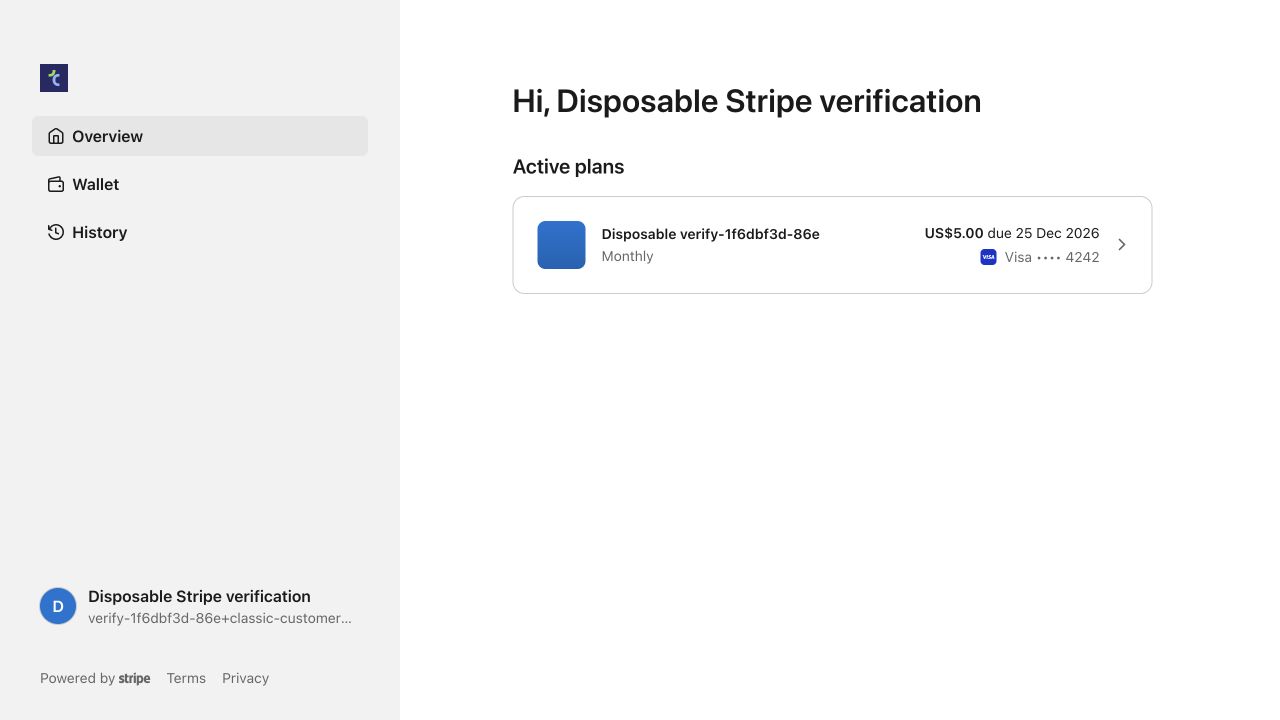 Overview
Wallet
History
Disposable Stripe verification
verify-1f6dbf3d-86e+classic-customer...
Powered by stripe Terms Privacy
Hi, Disposable Stripe verification
Active plans
Disposable verify-1f6dbf3d-86e
Monthly
US$5.00 due 25 Dec 2026
VISA Visa •••• 4242
D